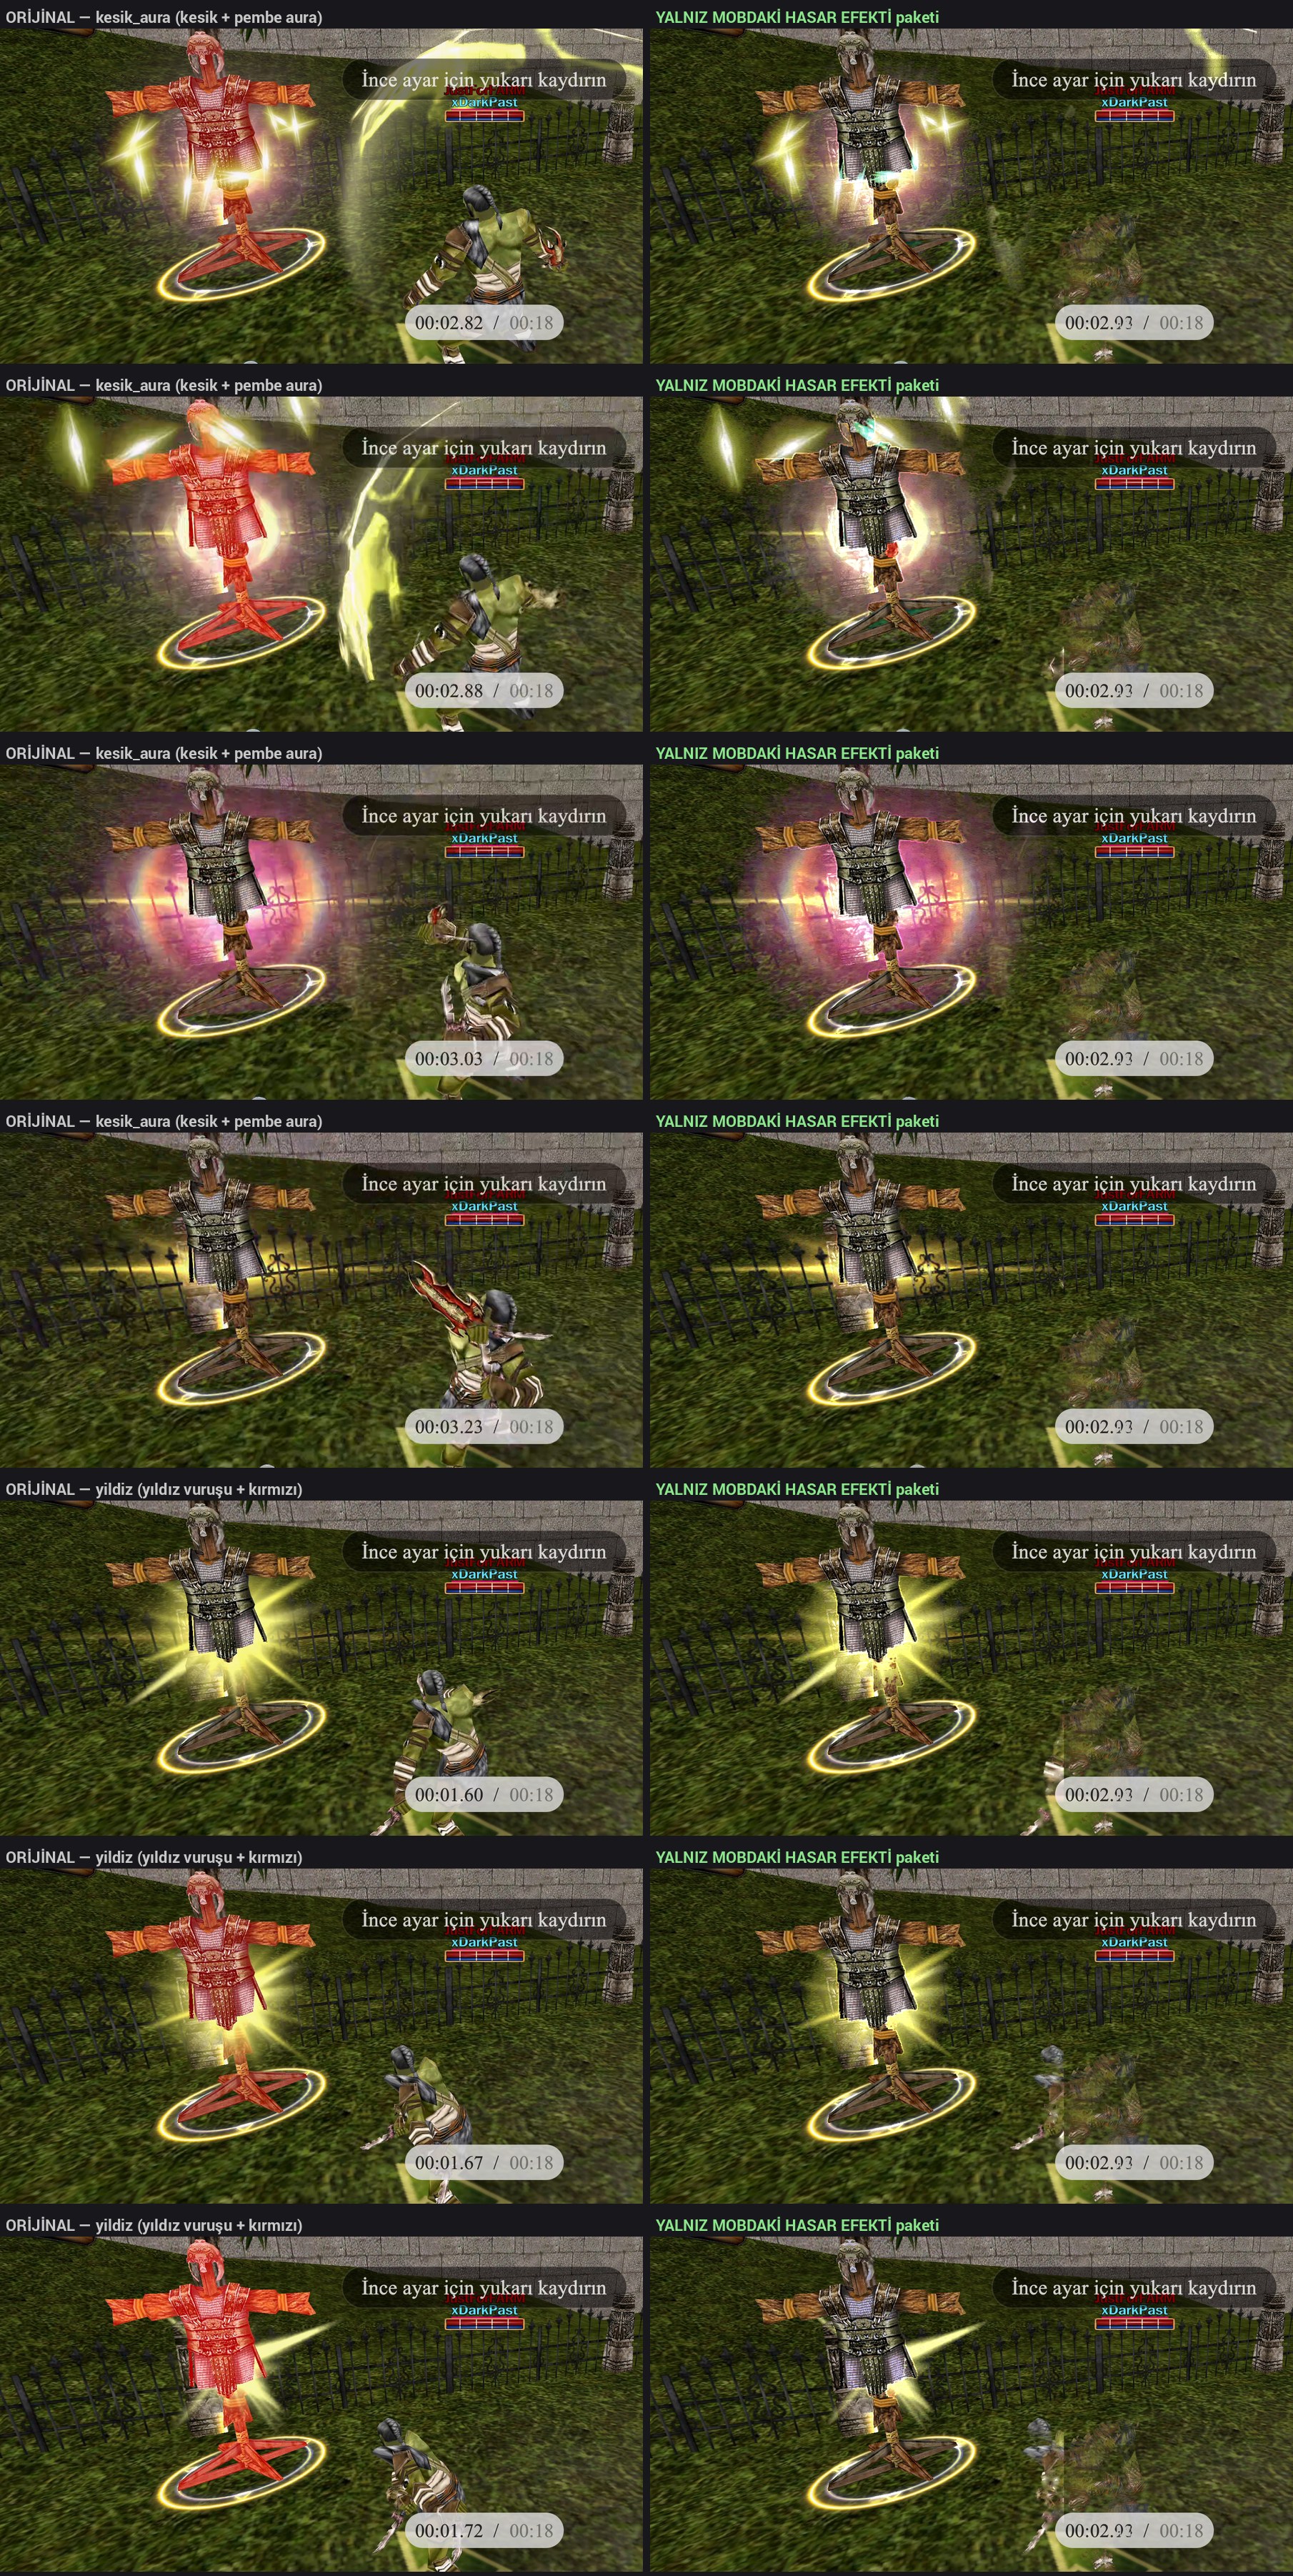 ORİJİNAL — kesik_aura (kesik + pembe aura)
YALNIZ MOBDAKİ HASAR EFEKTİ paketi
İnce ayar için yukarı kaydırın
xDarkPast
00:02.82 / 00:18
İnce ayar için yukarı kaydırın
xDarkPast
00:02.93 / 00:18
ORİJİNAL — kesik_aura (kesik + pembe aura)
YALNIZ MOBDAKİ HASAR EFEKTİ paketi
İnce ayar için yukarı kaydırın
xDarkPast
00:02.88 / 00:18
İnce ayar için yukarı kaydırın
xDarkPast
00:02.93 / 00:18
ORİJİNAL — kesik_aura (kesik + pembe aura)
YALNIZ MOBDAKİ HASAR EFEKTİ paketi
İnce ayar için yukarı kaydırın
xDarkPast
00:03.03 / 00:18
İnce ayar için yukarı kaydırın
xDarkPast
00:02.93 / 00:18
ORİJİNAL — kesik_aura (kesik + pembe aura)
YALNIZ MOBDAKİ HASAR EFEKTİ paketi
İnce ayar için yukarı kaydırın
xDarkPast
00:03.23 / 00:18
İnce ayar için yukarı kaydırın
xDarkPast
00:02.93 / 00:18
ORİJİNAL — yildiz (yıldız vuruşu + kırmızı)
YALNIZ MOBDAKİ HASAR EFEKTİ paketi
İnce ayar için yukarı kaydırın
xDarkPast
00:01.60 / 00:18
İnce ayar için yukarı kaydırın
xDarkPast
00:02.93 / 00:18
ORİJİNAL — yildiz (yıldız vuruşu + kırmızı)
YALNIZ MOBDAKİ HASAR EFEKTİ paketi
İnce ayar için yukarı kaydırın
xDarkPast
00:01.67 / 00:18
İnce ayar için yukarı kaydırın
xDarkPast
00:02.93 / 00:18
ORİJİNAL — yildiz (yıldız vuruşu + kırmızı)
YALNIZ MOBDAKİ HASAR EFEKTİ paketi
İnce ayar için yukarı kaydırın
xDarkPast
00:01.72 / 00:18
İnce ayar için yukarı kaydırın
xDarkPast
00:02.93 / 00:18